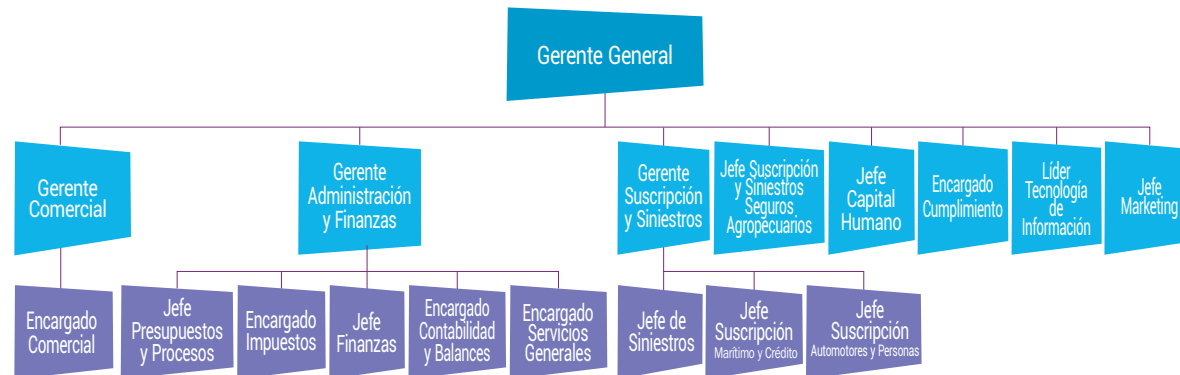 Gerente General
Gerente
Comercial
Gerente
Administración
y Finanzas
Gerente
Suscripción
y Siniestros
Jefe Suscripción
y Siniestros
Seguros
Agropecuarios
Jefe
Capital
Humano
Encargado
Cumplimiento
Líder
Tecnología
de
Información
Jefe
Marketing
Encargado
Comercial
Jefe
Presupuestos
y Procesos
Encargado
Impuestos
Jefe
Finanzas
Encargado
Contabilidad
y Balances
Encargado
Servicios
Generales
Jefe de
Siniestros
Jefe
Suscripción
Marítimo y Crédito
Jefe
Suscripción
Automotores y Personas